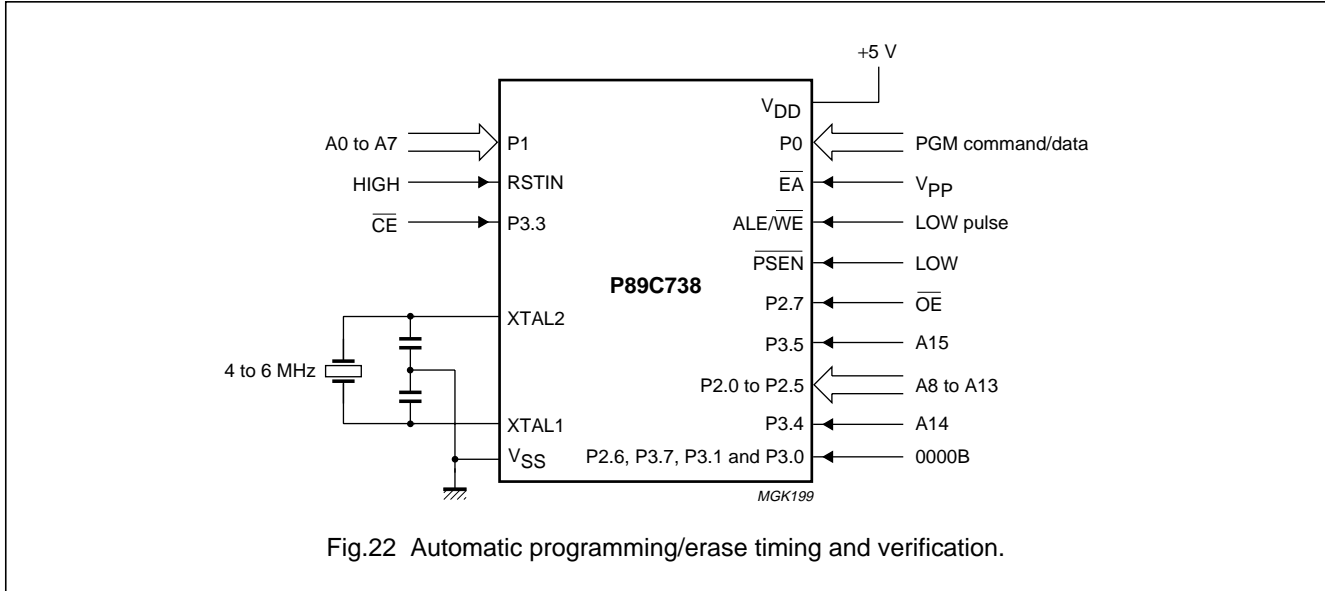 +5 V
VDD
A0 to A7 P1 P0 PGM command/data
HIGH RSTIN EA VPP
CE P3.3 ALE/WE LOW pulse
PSEN LOW
P89C738
P2.7 OE
XTAL2
P3.5 A15
4 to 6 MHz P2.0 to P2.5 A8 to A13
XTAL1 P3.4 A14
VSS P2.6, P3.7, P3.1 and P3.0 0000B
MGK199
Fig.22 Automatic programming/erase timing and verification.